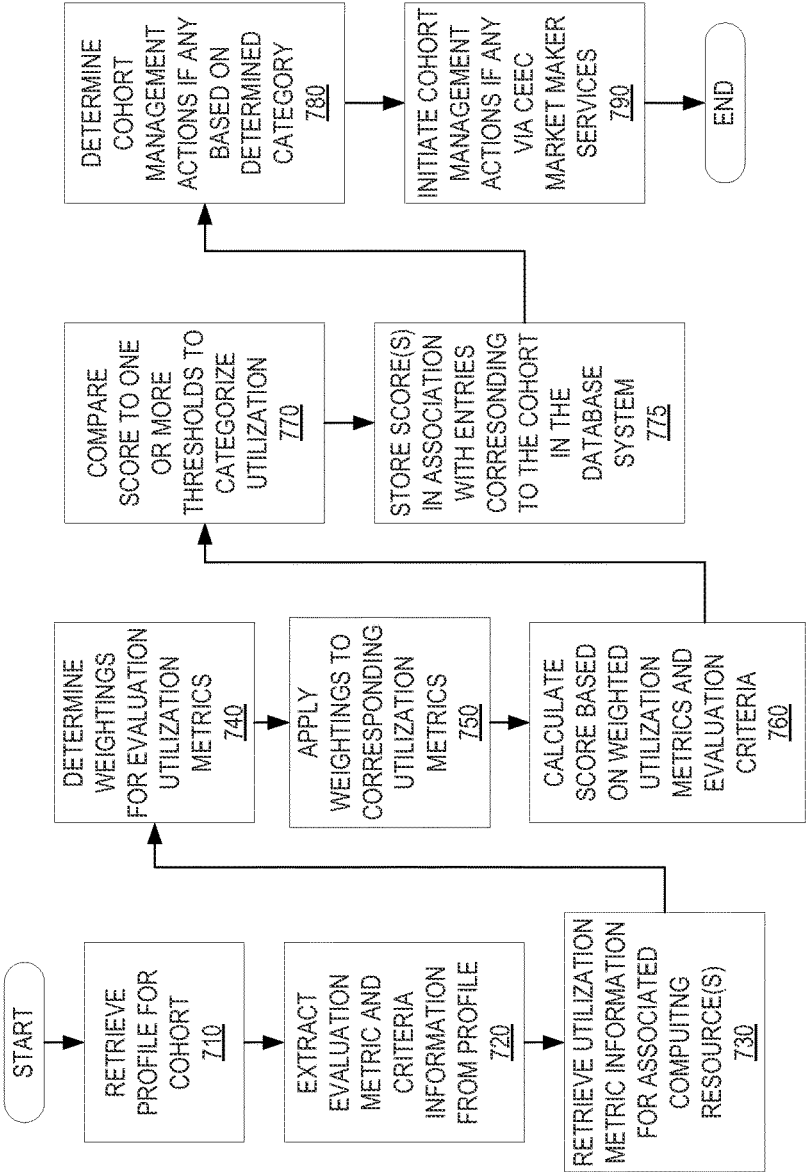 START
RETRIEVE
PROFILE FOR
COHORT
710
EXTRACT
EVALUATION
METRIC AND
CRITERIA
INFORMATION
FROM PROFILE
720
RETRIEVE UTILIZATION
METRIC INFORMATION
FOR ASSOCIATED
COMPUITNG
RESOURCE(S)
730
DETERMINE
WEIGHTINGS
FOR EVALUATION
UTILIZATION
METRICS
740
APPLY
WEIGHTINGS TO
CORRESPONDING
UTILIZATION
METRICS
750
CALCULATE
SCORE BASED
ON WEIGHTED
UTILIZATION
METRICS AND
EVALUATION
CRITERIA
760
COMPARE
SCORE TO ONE
OR MORE
THRESHOLDS TO
CATEGORIZE
UTILIZATION
770
STORE SCORE(S)
IN ASSOCIATION
WITH ENTRIES
CORRESONDING
TO THE COHORT
IN THE
DATABASE
SYSTEM
775
DETERMINE
COHORT
MANAGEMENT
ACTIONS IF ANY
BASED ON
DETERMINED
CATEGORY
780
INITIATE COHORT
MANAGEMENT
ACTIONS IF ANY
VIA CEEC
MARKET MAKER
SERVICES
790
END